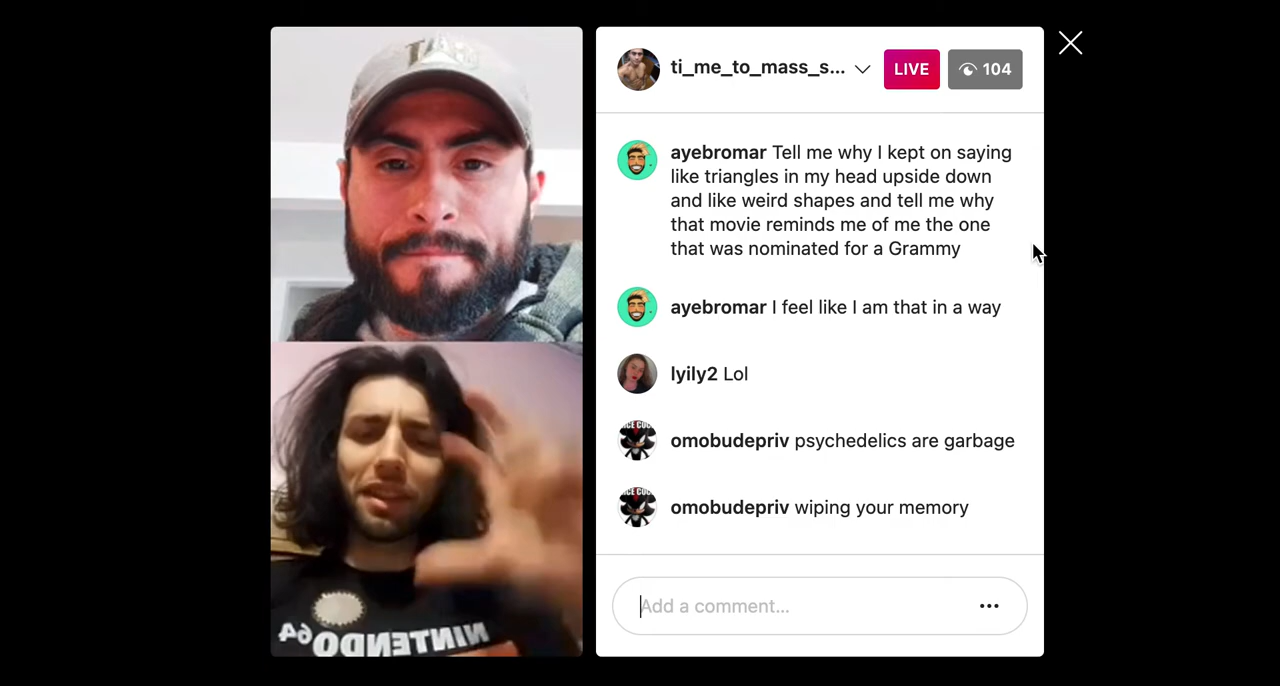 ti_me_to_mass_s...
LIVE
104
ayebromar Tell me why I kept on saying
like triangles in my head upside down
and like weird shapes and tell me why
that movie reminds me of me the one
that was nominated for a Grammy
ayebromar I feel like I am that in a way
lyily2 Lol
omobudepriv psychedelics are garbage
omobudepriv wiping your memory
Add a comment...
NINTENDO64